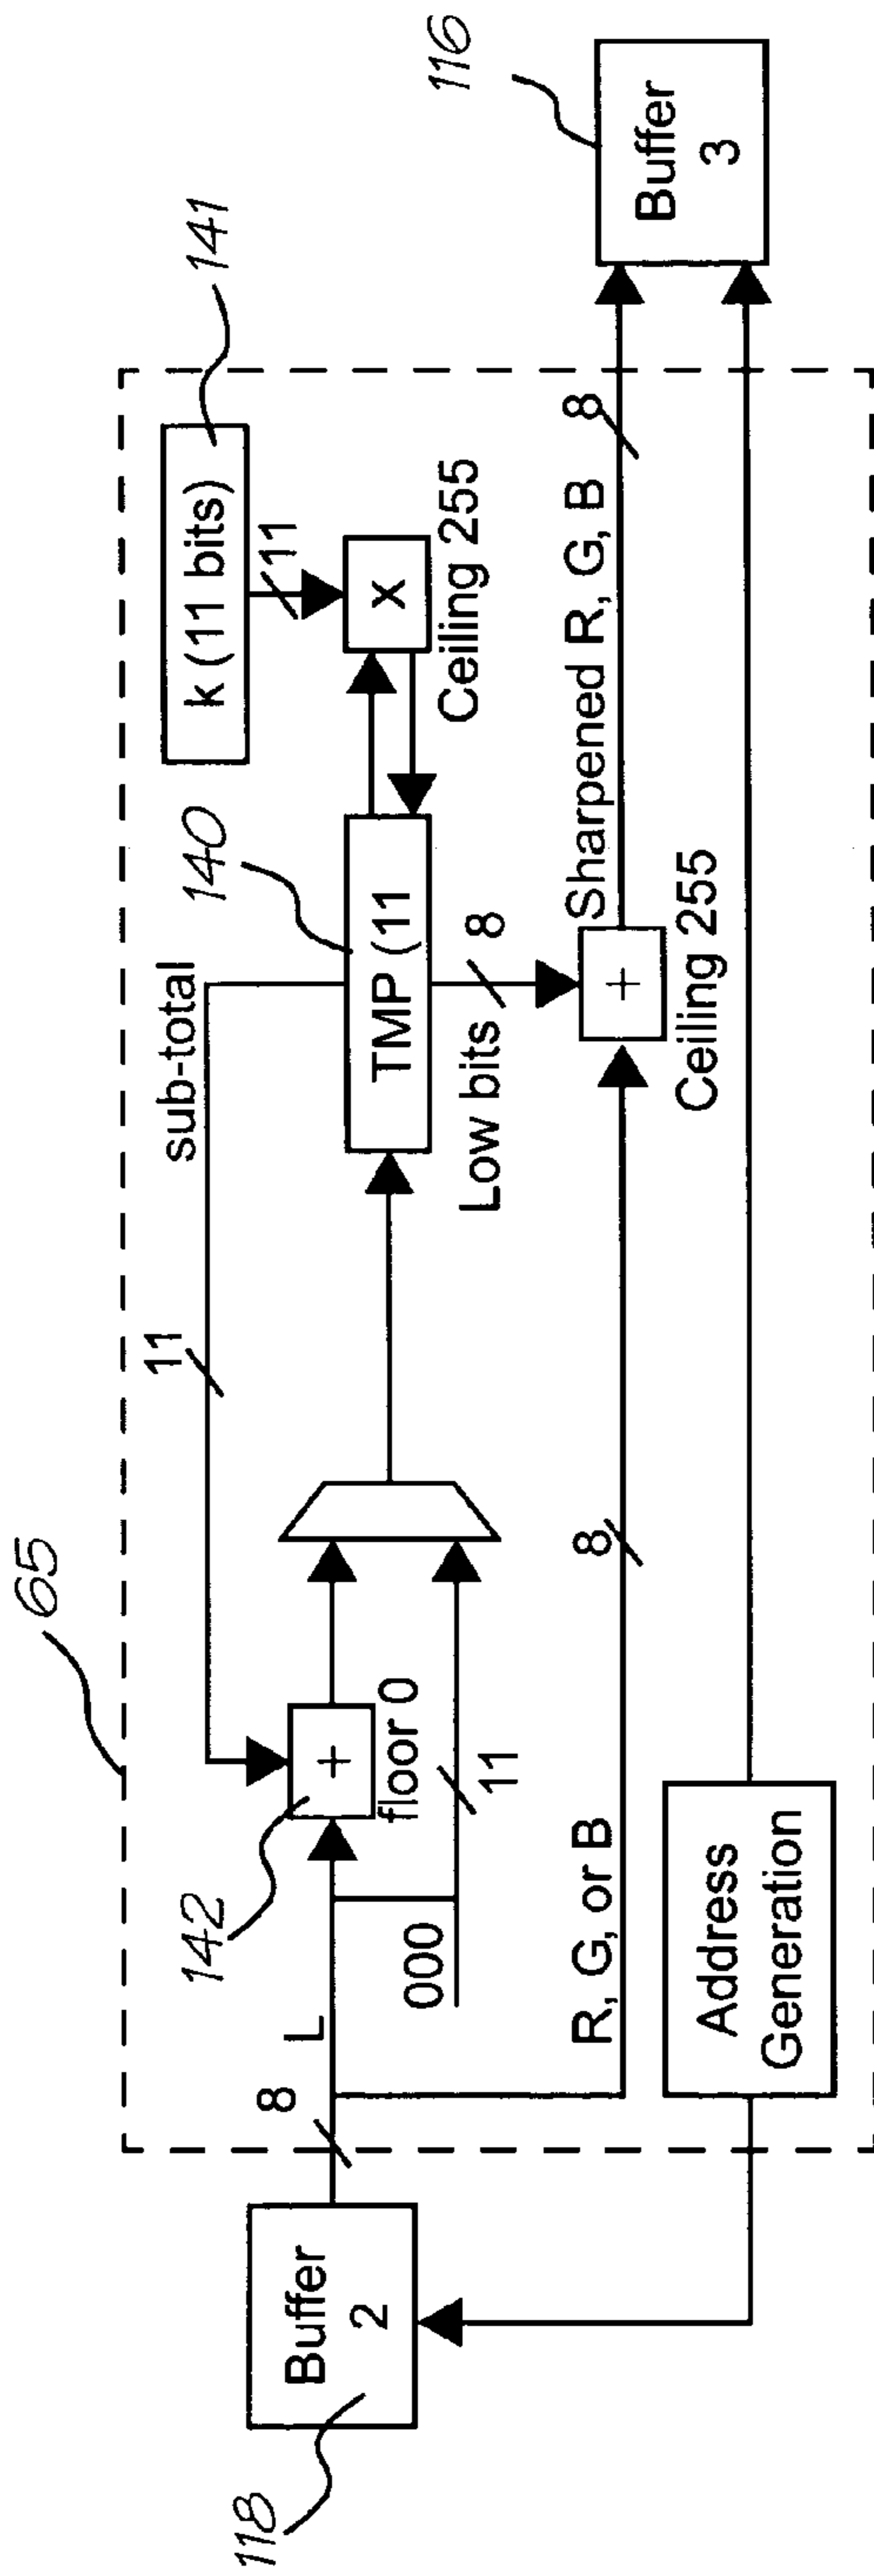 65
sub-total
11
140
141
k (11 bits)
11
116
142
8
L
+
floor 0
000
11
TMP (11
X
Ceiling 255
118
Buffer
2
Low bits
8
R, G, or B
8
+
Ceiling 255
Sharpened R, G, B
8
Buffer
3
Address
Generation